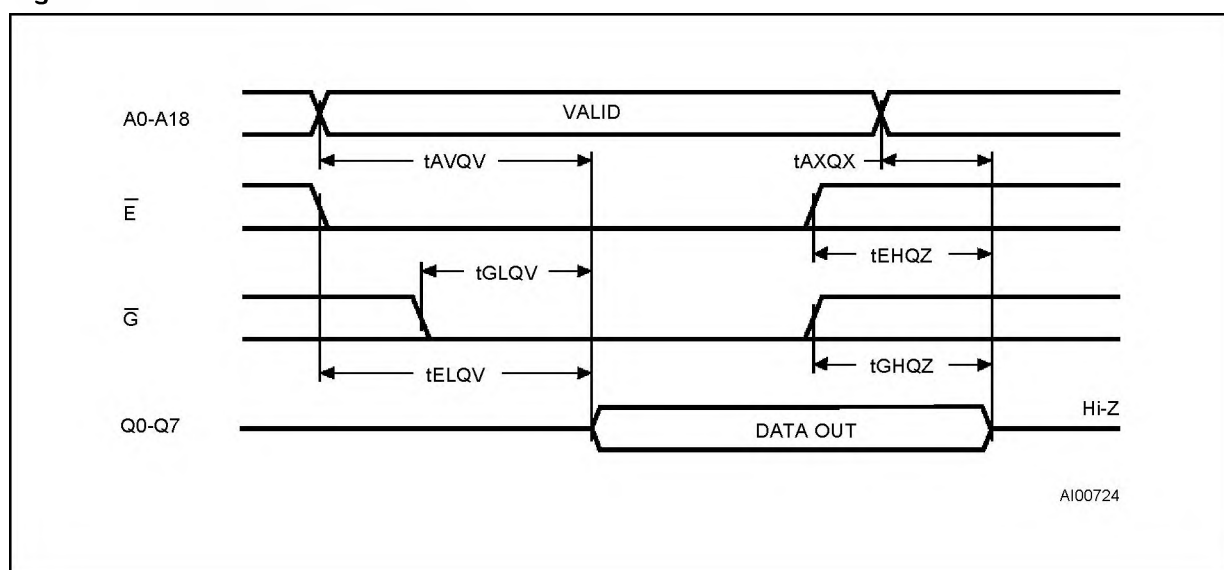 A0-A18
VALID
tAVQV
tAXQX
E
tEHQZ
tGLQV
G
tGHQZ
tELQV
Hi-Z
Q0-Q7
DATA OUT
AI00724